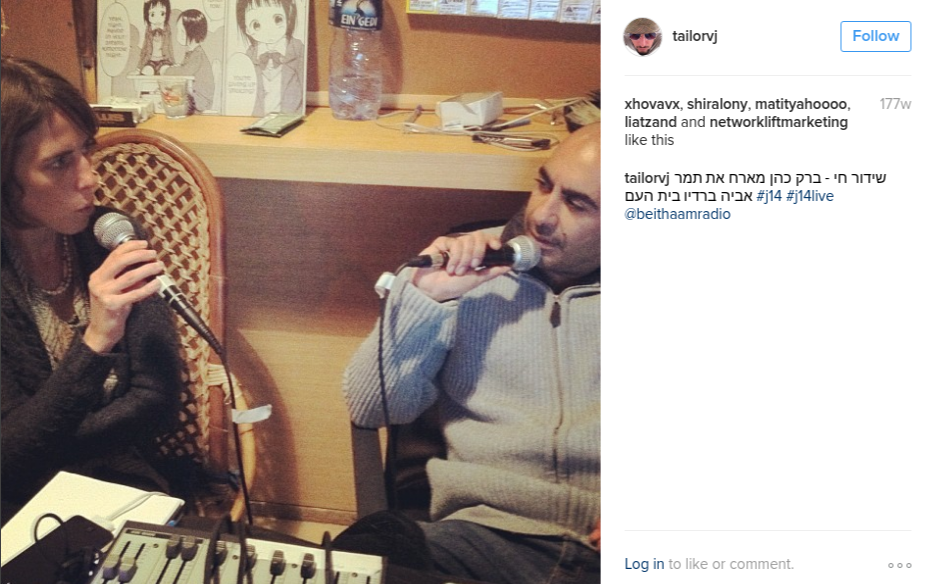 EIN GEDI
tailorvj
Follow
xhovavx, shiralony, matityahoooo,
liatzand and networkliftmarketing
like this
177w
tailorvj שידור חי - ברק כהן מארח את תמר
אביה ברדיו בית העם #j14 #j14live
@beithaamradio
Log in to like or comment.